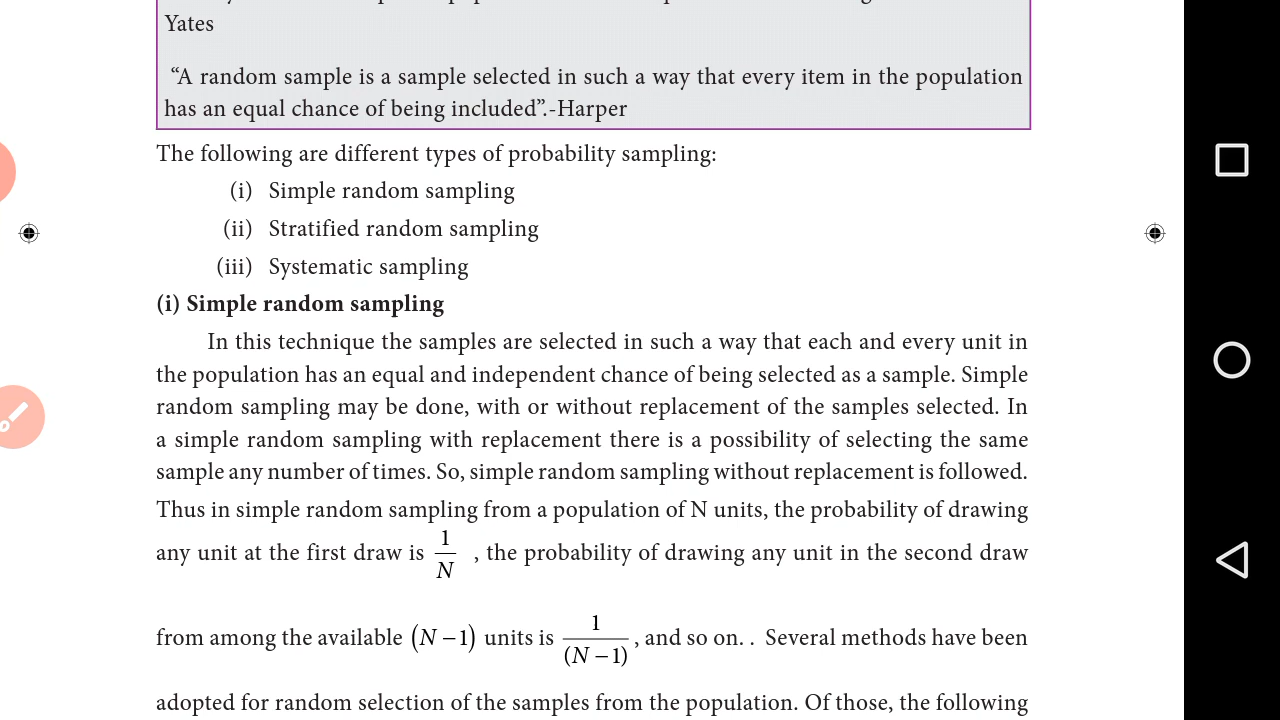 Yates
“A random sample is a sample selected in such a way that every item in the population
has an equal chance of being included”.-Harper
The following are different types of probability sampling:
(i) Simple random sampling
(ii) Stratified random sampling
(iii) Systematic sampling
(i) Simple random sampling
In this technique the samples are selected in such a way that each and every unit in
the population has an equal and independent chance of being selected as a sample. Simple
random sampling may be done, with or without replacement of the samples selected. In
a simple random sampling with replacement there is a possibility of selecting the same
sample any number of times. So, simple random sampling without replacement is followed.
Thus in simple random sampling from a population of N units, the probability of drawing
any unit at the first draw is 1/N , the probability of drawing any unit in the second draw
from among the available (N – 1) units is 1/(N – 1) , and so on. . Several methods have been
adopted for random selection of the samples from the population. Of those, the following